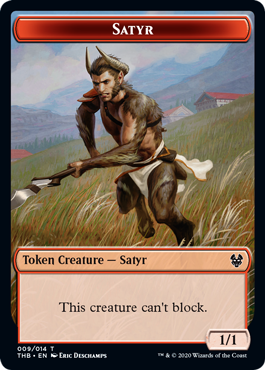 Satyr
Token Creature — Satyr
This creature can't block.
1/1
009/014 T
THB • EN Eric Deschamps
™ & © 2020 Wizards of the Coast